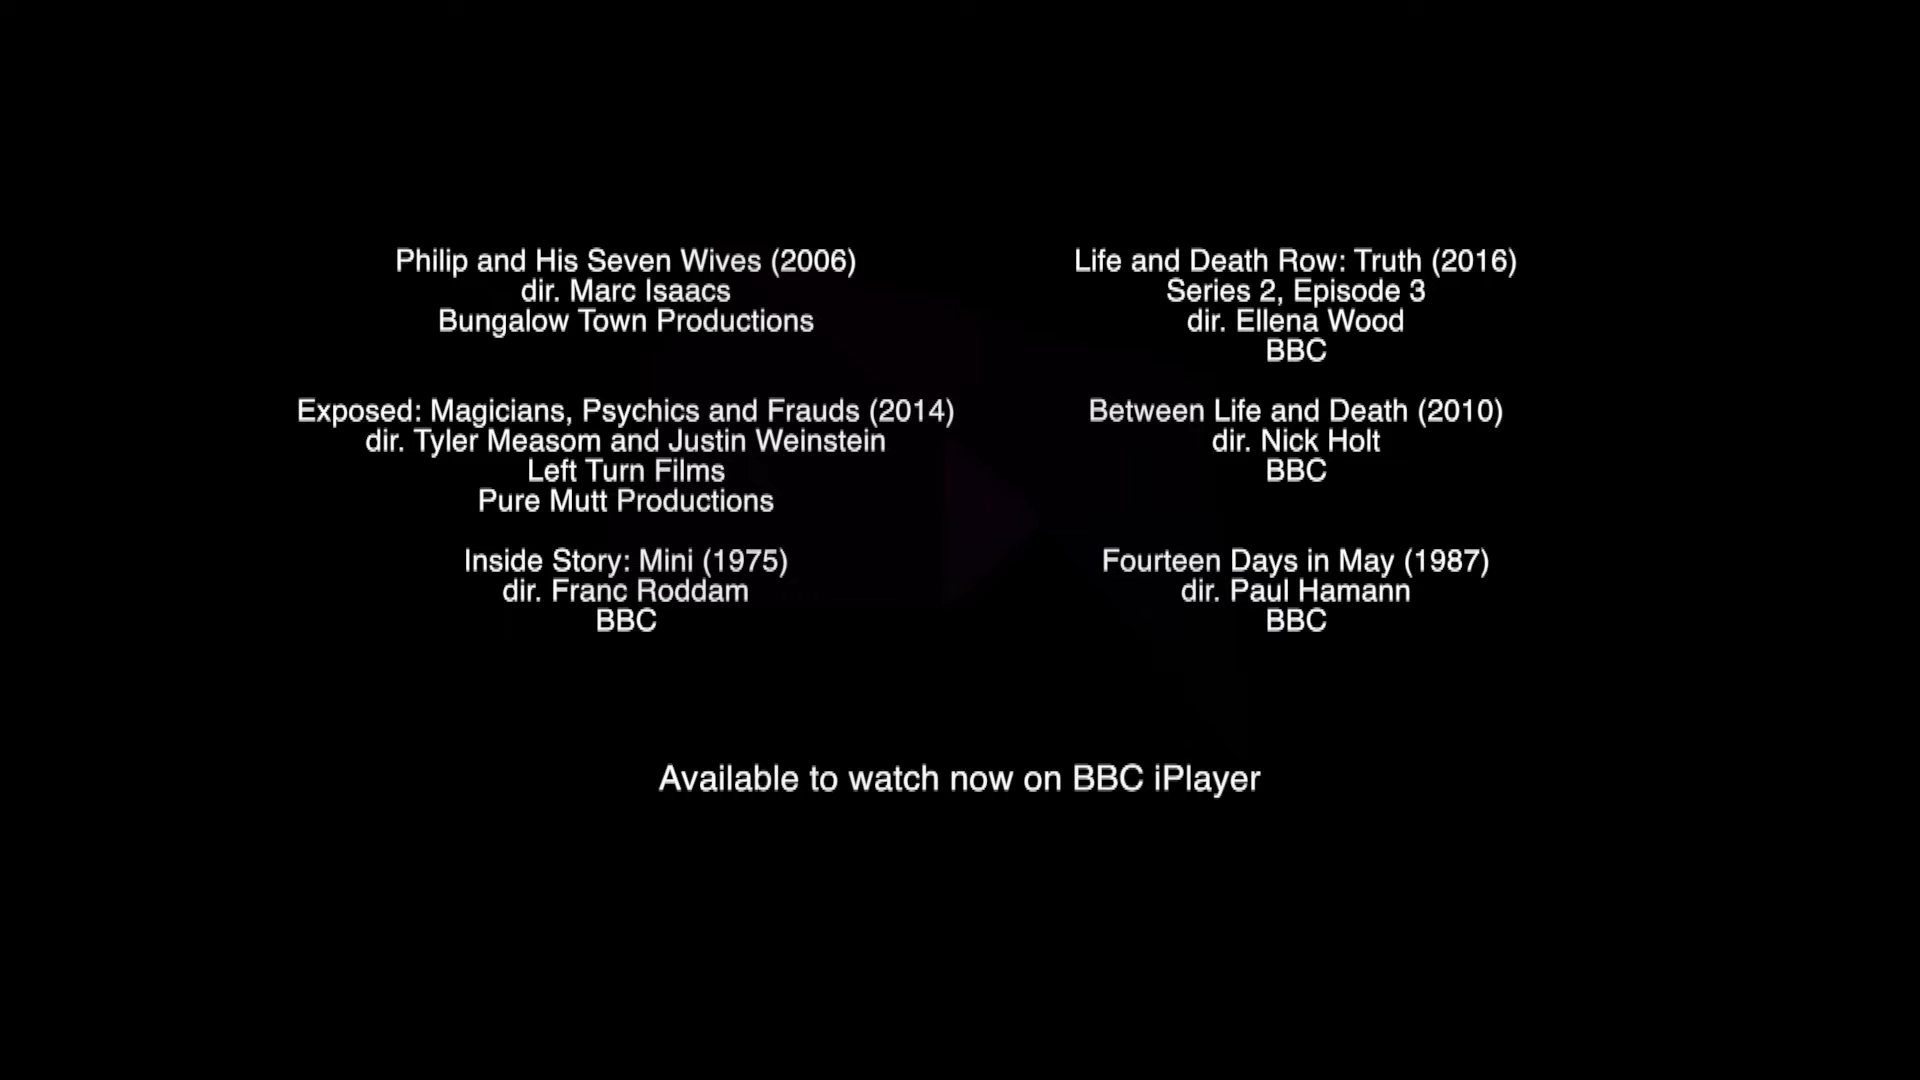 Philip and His Seven Wives (2006)
dir. Marc Isaacs
Bungalow Town Productions
Exposed: Magicians, Psychics and Frauds (2014)
dir. Tyler Measom and Justin Weinstein
Left Turn Films
Pure Mutt Productions
Inside Story: Mini (1975)
dir. Franc Roddam
BBC
Life and Death Row: Truth (2016)
Series 2, Episode 3
dir. Ellena Wood
BBC
Between Life and Death (2010)
dir. Nick Holt
BBC
Fourteen Days in May (1987)
dir. Paul Hamann
BBC
Available to watch now on BBC iPlayer